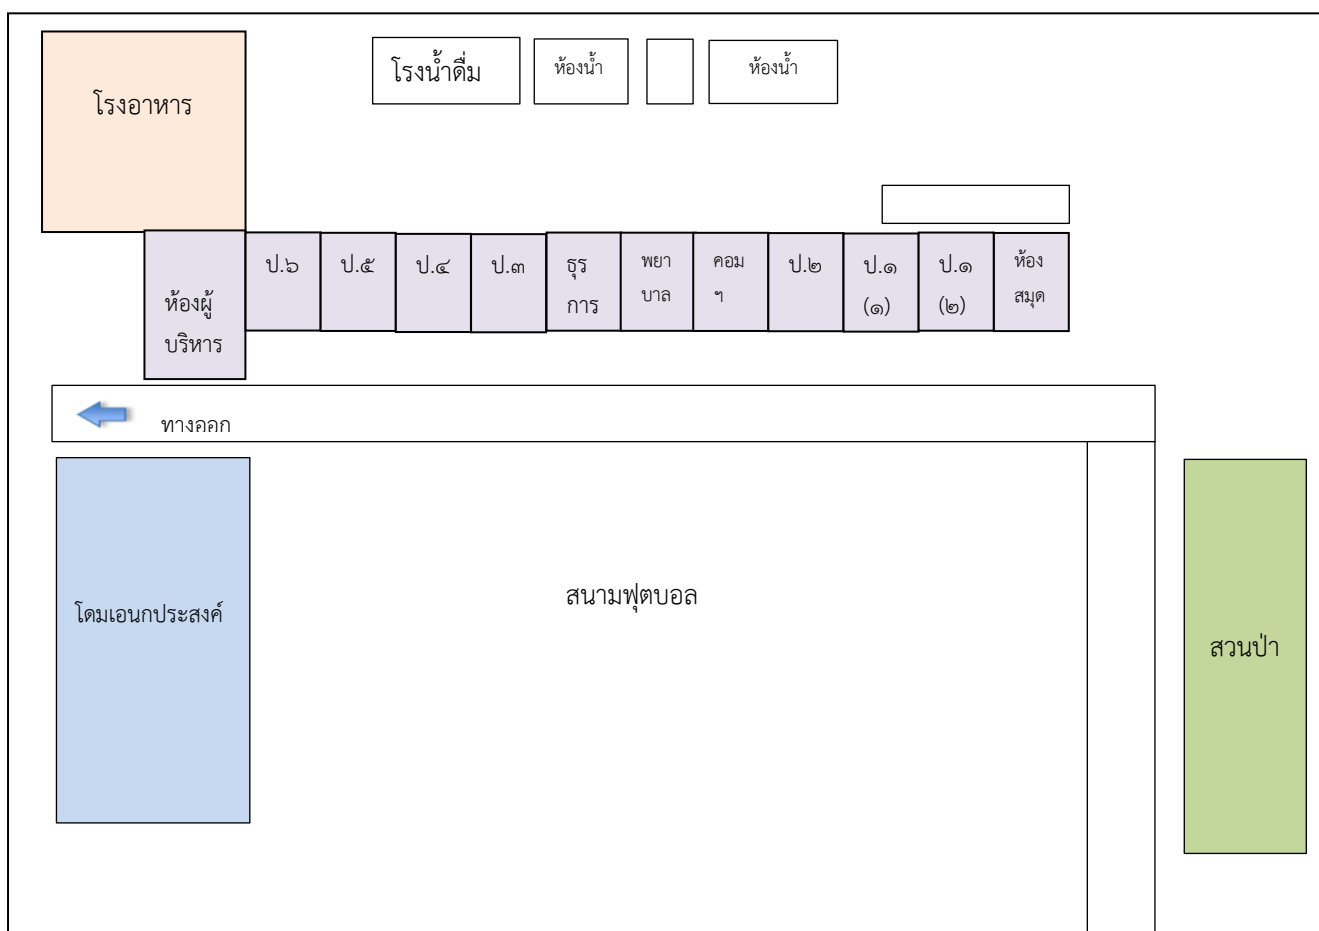 โรงอาหาร
โรงน้ำดื่ม
ห้องน้ำ
ห้องน้ำ
ห้องผู้
บริหาร
ป.๖
ป.๕
ป.๔
ป.๓
ธุร
การ
พยา
บาล
คอม
ฯ
ป.๒
ป.๑
(๑)
ป.๑
(๒)
ห้อง
สมุด
ทางออก
โดมเอนกประสงค์
สนามฟุตบอล
สวนป่า